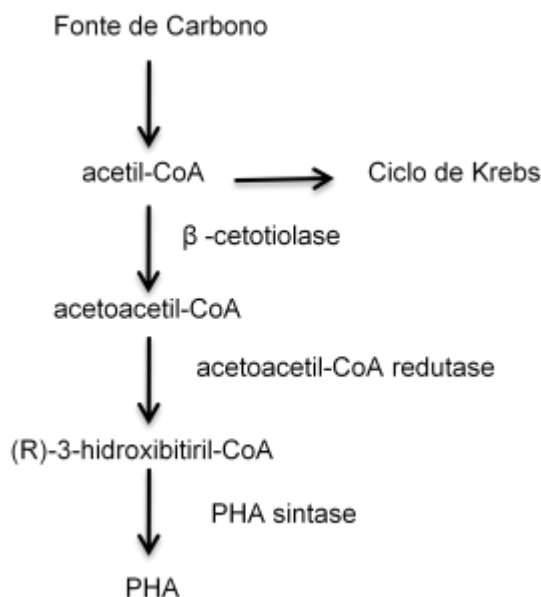 Fonte de Carbono
acetil-CoA
Ciclo de Krebs
β -cetotiolase
acetoacetil-CoA
acetoacetil-CoA redutase
(R)-3-hidroxibitiril-CoA
PHA sintase
PHA